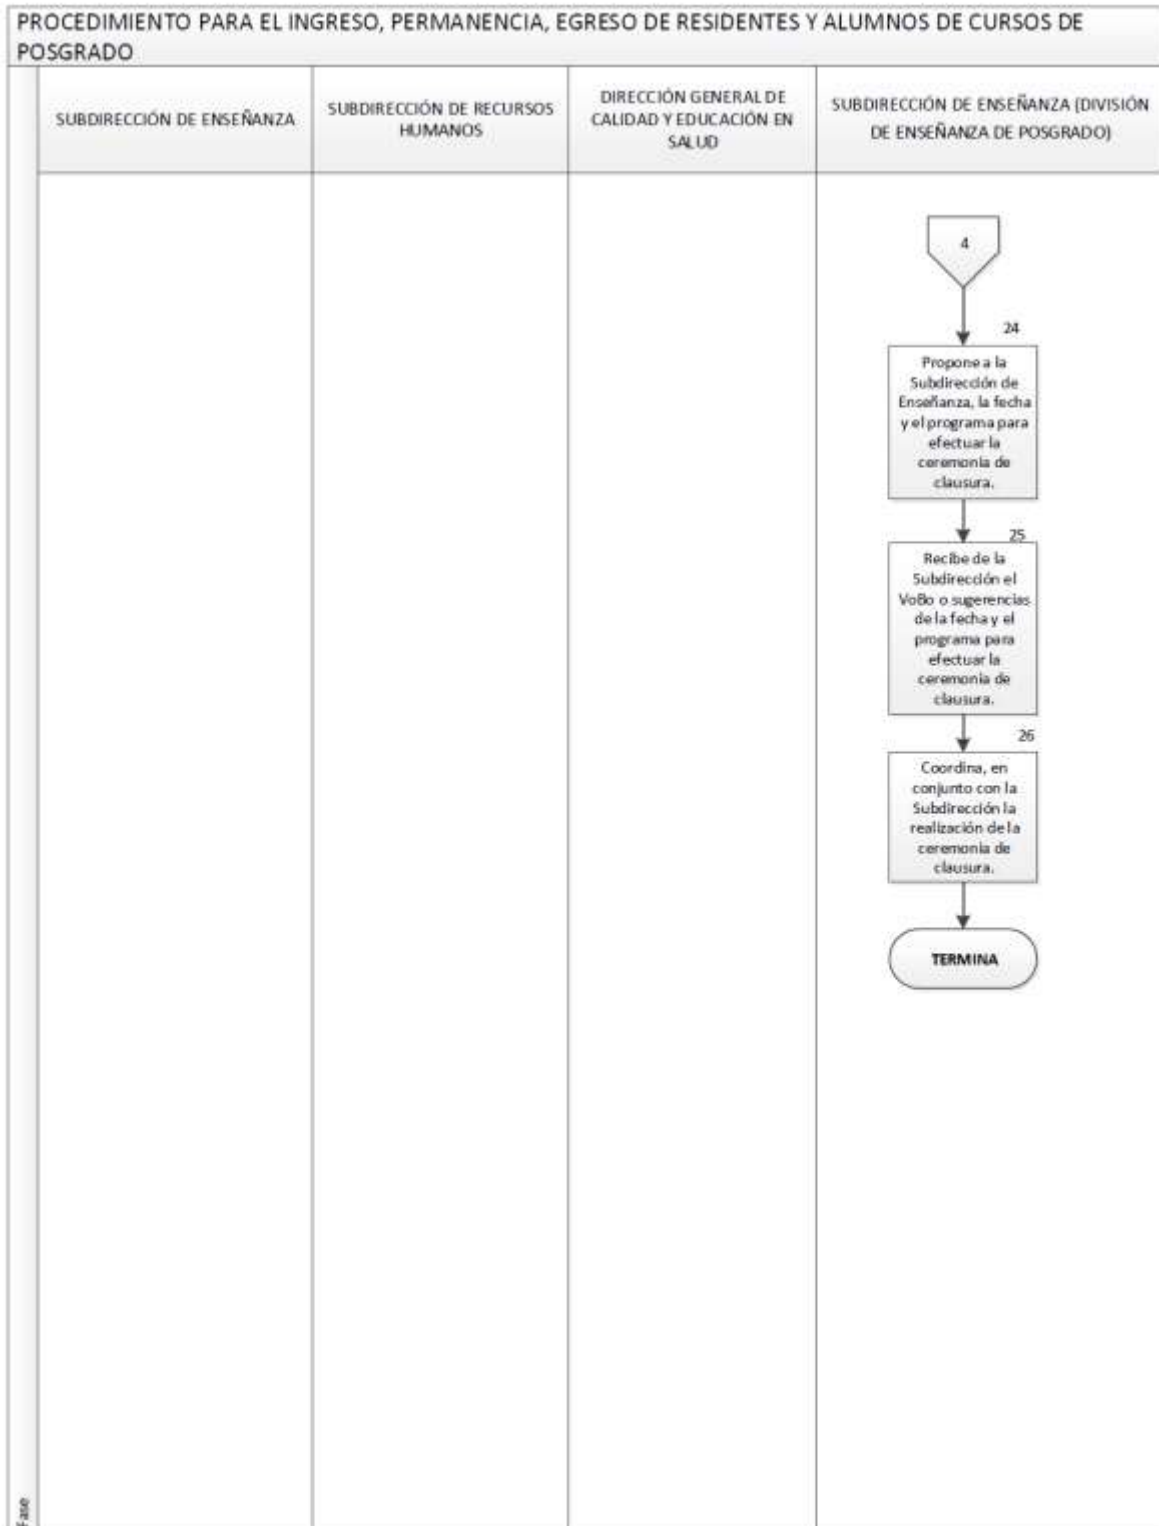 PROCEDIMIENTO PARA EL INGRESO, PERMANENCIA, EGRESO DE RESIDENTES Y ALUMNOS DE CURSOS DE
POSGRADO
SUBDIRECCIÓN DE ENSEÑANZA
SUBDIRECCIÓN DE RECURSOS
HUMANOS
DIRECCIÓN GENERAL DE
CALIDAD Y EDUCACIÓN EN
SALUD
SUBDIRECCIÓN DE ENSEÑANZA (DIVISIÓN
DE ENSEÑANZA DE POSGRADO)
4
24
Propone a la
Subdirección de
Enseñanza, la fecha
y el programa para
efectuar la
ceremonia de
clausura.
25
Recibe de la
Subdirección el
VoBo o sugerencias
de la fecha y el
programa para
efectuar la
ceremonia de
clausura.
26
Coordina, en
conjunto con la
Subdirección la
realización de la
ceremonia de
clausura.
TERMINA
Fase